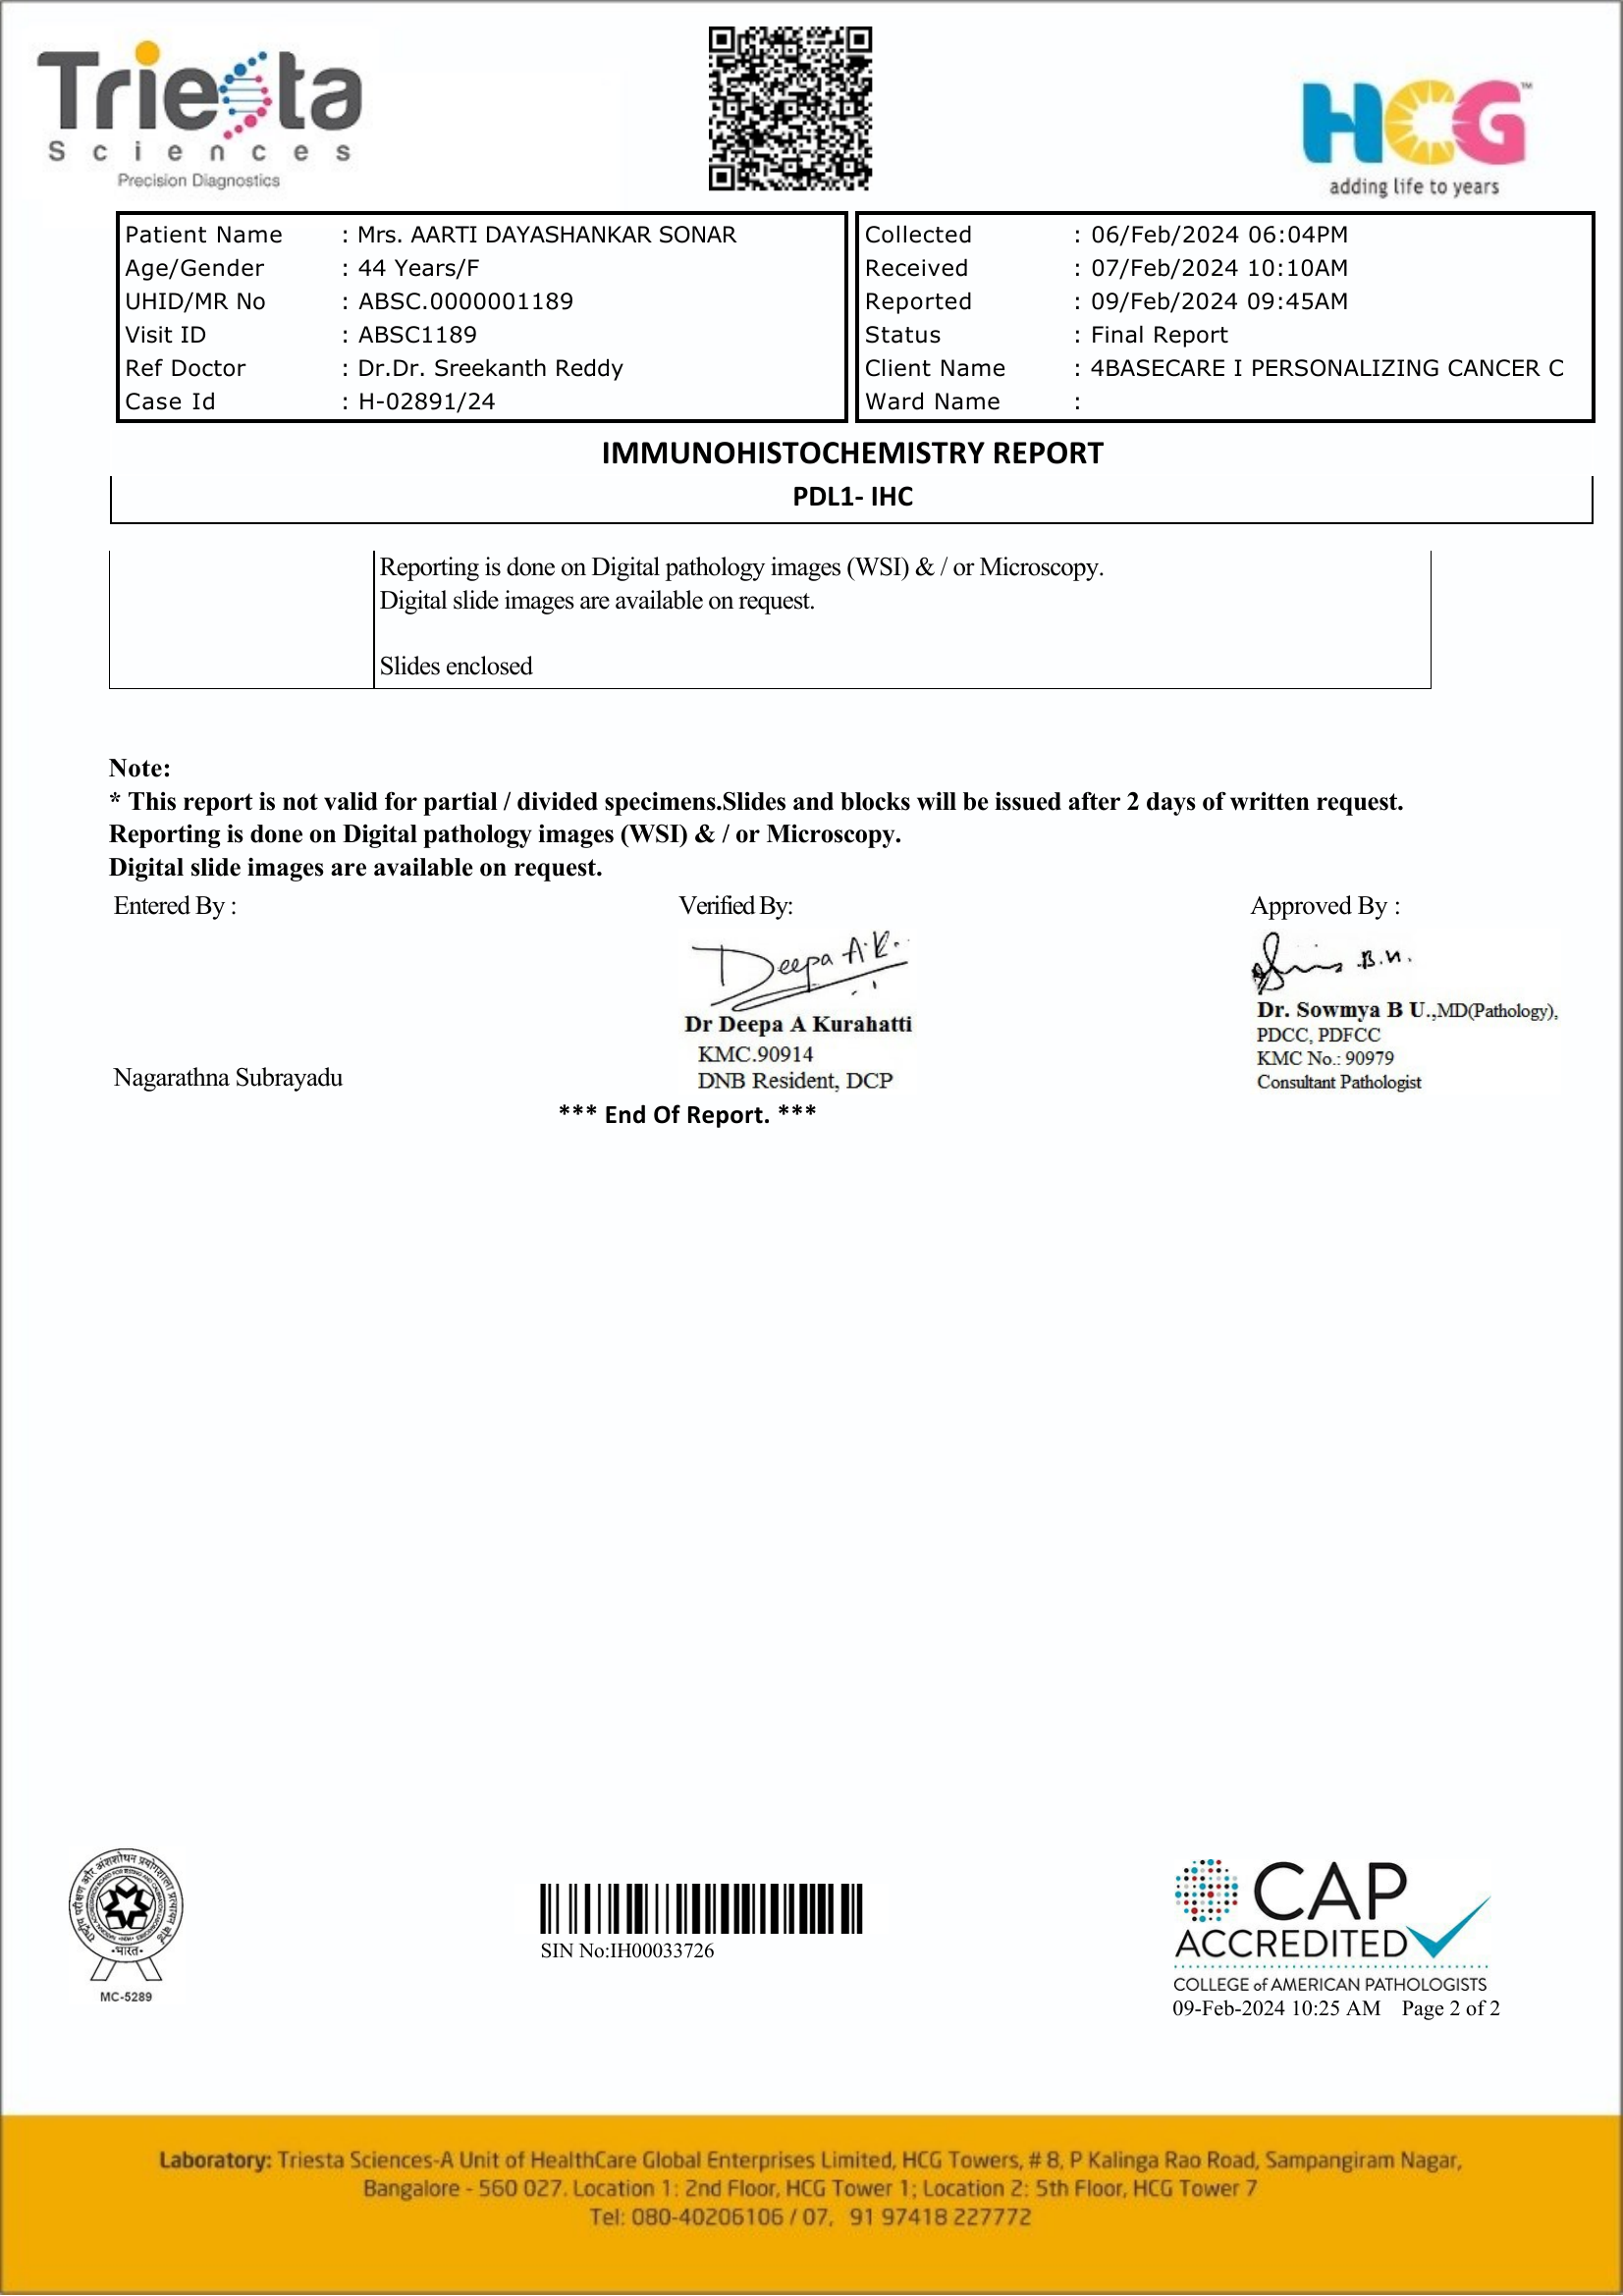 Triesta
Sciences
Precision Diagnostics
HCG™
adding life to years
Patient Name : Mrs. AARTI DAYASHANKAR SONAR
Age/Gender : 44 Years/F
UHID/MR No : ABSC.0000001189
Visit ID : ABSC1189
Ref Doctor : Dr.Dr. Sreekanth Reddy
Case Id : H-02891/24
Collected : 06/Feb/2024 06:04PM
Received : 07/Feb/2024 10:10AM
Reported : 09/Feb/2024 09:45AM
Status : Final Report
Client Name : 4BASECARE I PERSONALIZING CANCER C
Ward Name :
IMMUNOHISTOCHEMISTRY REPORT
PDL1- IHC
Reporting is done on Digital pathology images (WSI) & / or Microscopy.
Digital slide images are available on request.
Slides enclosed
Note:
* This report is not valid for partial / divided specimens.Slides and blocks will be issued after 2 days of written request.
Reporting is done on Digital pathology images (WSI) & / or Microscopy.
Digital slide images are available on request.
Entered By :
Nagarathna Subrayadu
Verified By:
Deepa A.K.
Dr Deepa A Kurahatti
KMC.90914
DNB Resident, DCP
Approved By :
B.U.
Dr. Sowmya B U.,MD(Pathology),
PDCC, PDFCC
KMC No.: 90979
Consultant Pathologist
*** End Of Report. ***
भारत
MC-5289
SIN No:IH00033726
CAP
ACCREDITED
COLLEGE of AMERICAN PATHOLOGISTS
09-Feb-2024 10:25 AM Page 2 of 2
Laboratory: Triesta Sciences-A Unit of HealthCare Global Enterprises Limited, HCG Towers, # 8, P Kalinga Rao Road, Sampangiram Nagar,
Bangalore - 560 027. Location 1: 2nd Floor, HCG Tower 1; Location 2: 5th Floor, HCG Tower 7
Tel: 080-40206106 / 07, 91 97418 227772